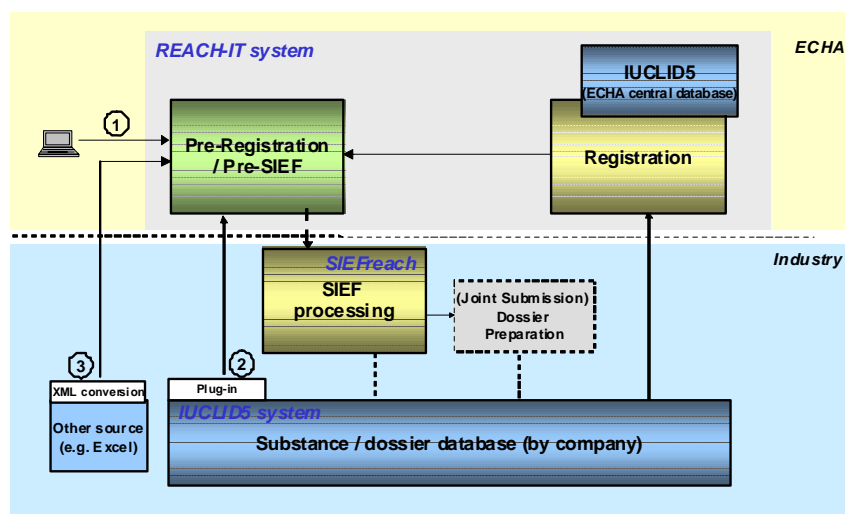 REACH-IT system
ECHA
IUCLID5
(ECHA central database)
1
Pre-Registration
/ Pre-SIEF
Registration
Industry
SIEFreach
SIEF
processing
(Joint Submission)
Dossier
Preparation
3
2
XML conversion
Plug-in
Other source
(e.g. Excel)
IUCLID5 system
Substance / dossier database (by company)